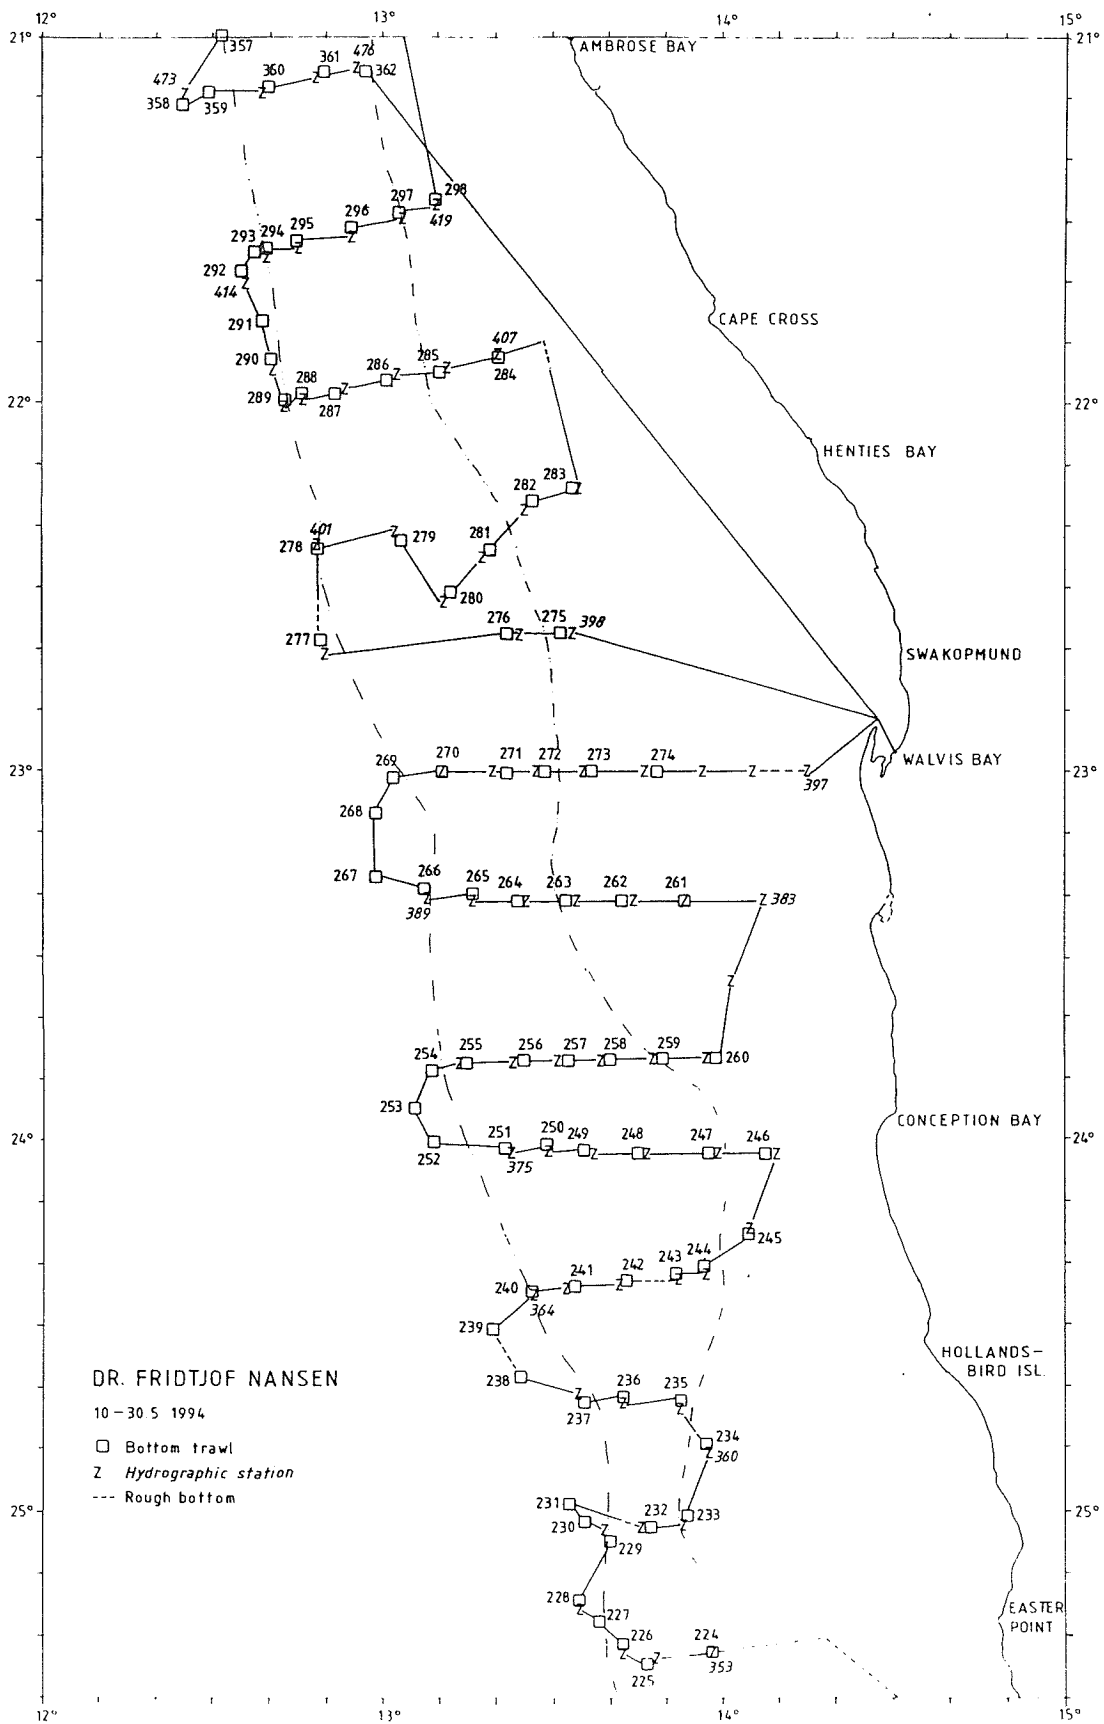 12° 13° 14° 15°
21° 21°
357
AMBROSE BAY
361 476
360 362
473
358 359
298
297
419
296
295
294
293
292
414
291
407
290
285
286
284
288
289 287
22° 22°
HENTIES BAY
CAPE CROSS
283
282
281
401
278 279
280
276 275 398
277
SWAKOPMUND
WALVIS BAY
269 270 271 272 273 274
23° 23°
397
268
267 266 265 264 263 262 261
389 383
254 255 256 257 258 259 260
253
CONCEPTION BAY
24° 24°
252 251 250 249 248 247 246
375
245
244
243
242
241
240
364
239
HOLLANDS-
BIRD ISL.
238
236 235
237
234
360
DR. FRIDTJOF NANSEN
10-30.5 1994
Bottom trawl
Z Hydrographic station
--- Rough bottom
231 232 233
25° 25°
230
229
228
227
226
224
225 353
EASTER
POINT
12° 13° 14° 15°